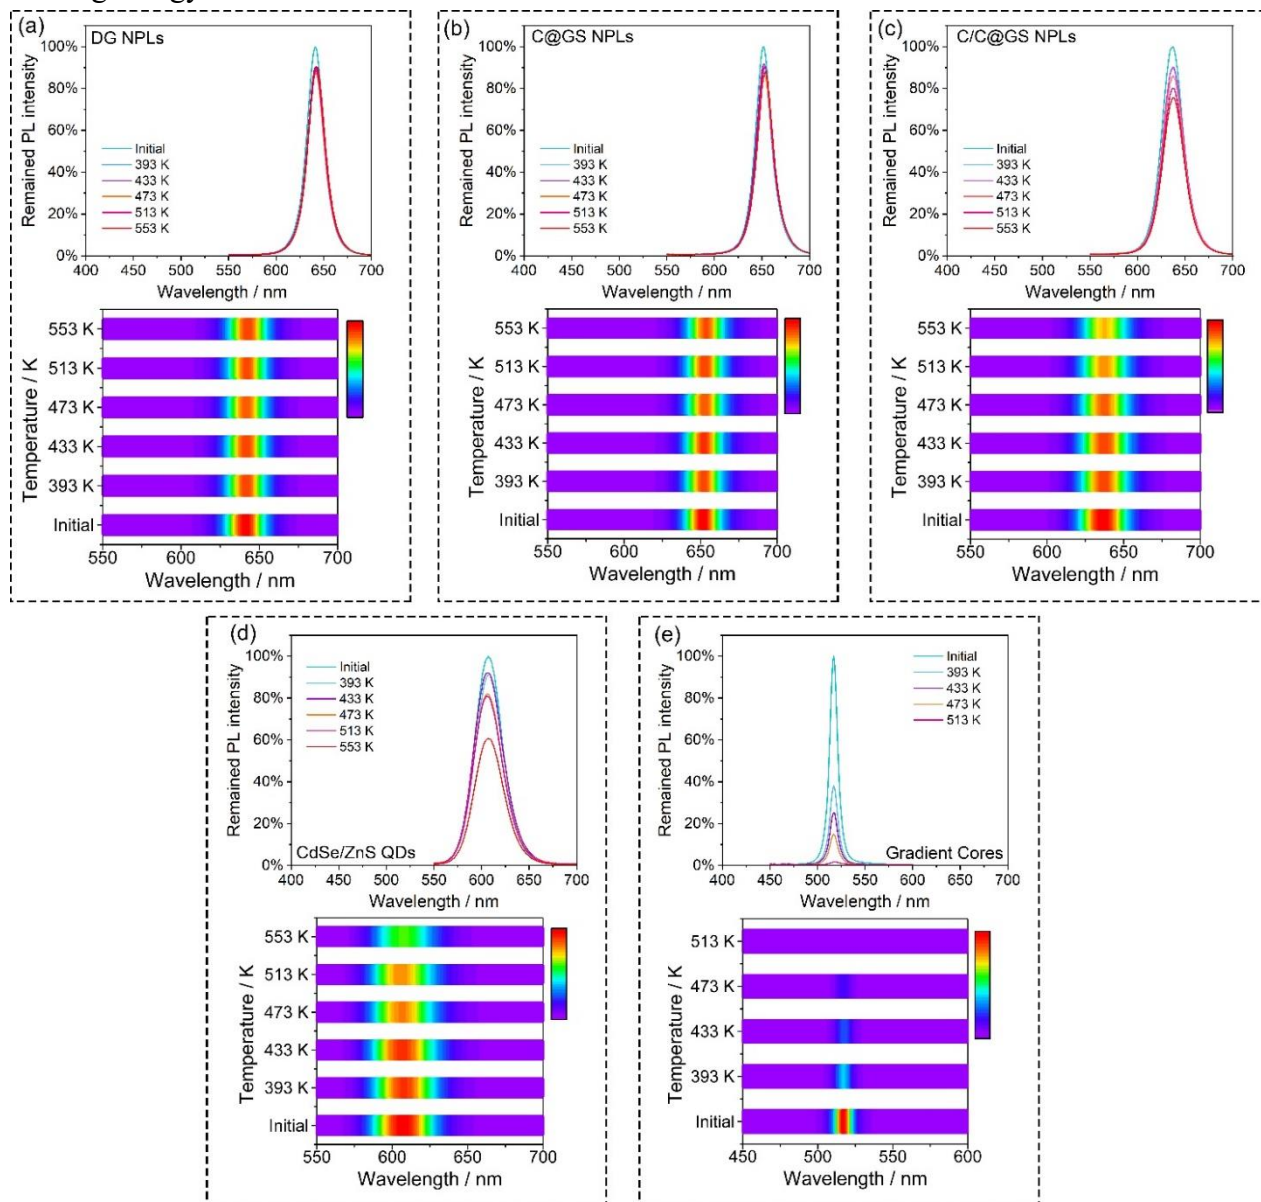 (a)
DG NPLs
100%
80%
60%
40%
20%
0%
Remained PL intensity
Initial
393 K
433 K
473 K
513 K
553 K
400 450 500 550 600 650 700
Wavelength / nm
553 K
513 K
473 K
433 K
393 K
Initial
Temperature / K
550 600 650 700
Wavelength / nm
(b)
C@GS NPLs
100%
80%
60%
40%
20%
0%
Remained PL intensity
Initial
393 K
433 K
473 K
513 K
553 K
400 450 500 550 600 650 700
Wavelength / nm
553 K
513 K
473 K
433 K
393 K
Initial
Temperature / K
550 600 650 700
Wavelength / nm
(c)
C/C@GS NPLs
100%
80%
60%
40%
20%
0%
Remained PL intensity
Initial
393 K
433 K
473 K
513 K
553 K
400 450 500 550 600 650 700
Wavelength / nm
553 K
513 K
473 K
433 K
393 K
Initial
Temperature / K
550 600 650 700
Wavelength / nm
(d)
100%
80%
60%
40%
20%
0%
Remained PL intensity
Initial
393 K
433 K
473 K
513 K
553 K
CdSe/ZnS QDs
400 450 500 550 600 650 700
Wavelength / nm
553 K
513 K
473 K
433 K
393 K
Initial
Temperature / K
550 600 650 700
Wavelength / nm
(e)
100%
80%
60%
40%
20%
0%
Remained PL intensity
Initial
393 K
433 K
473 K
513 K
Gradient Cores
400 450 500 550 600 650 700
Wavelength / nm
513 K
473 K
433 K
393 K
Initial
Temperature / K
450 500 550 600
Wavelength / nm